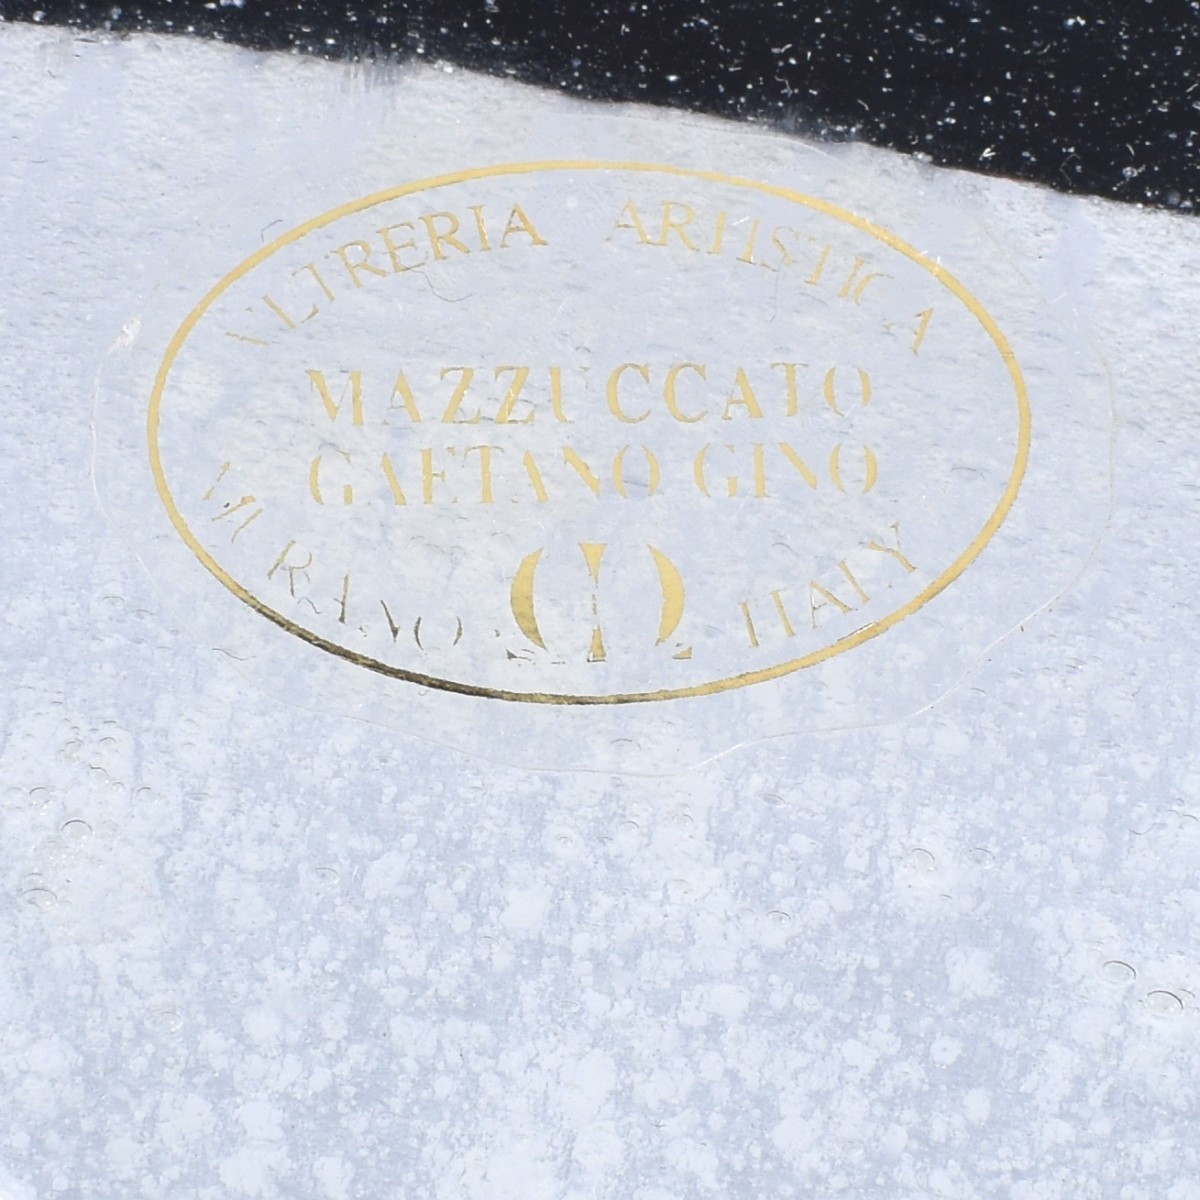 VETRERIA ARTISTICA
MAZZUCCATO
GAETANO GINO
MURANO ITALY